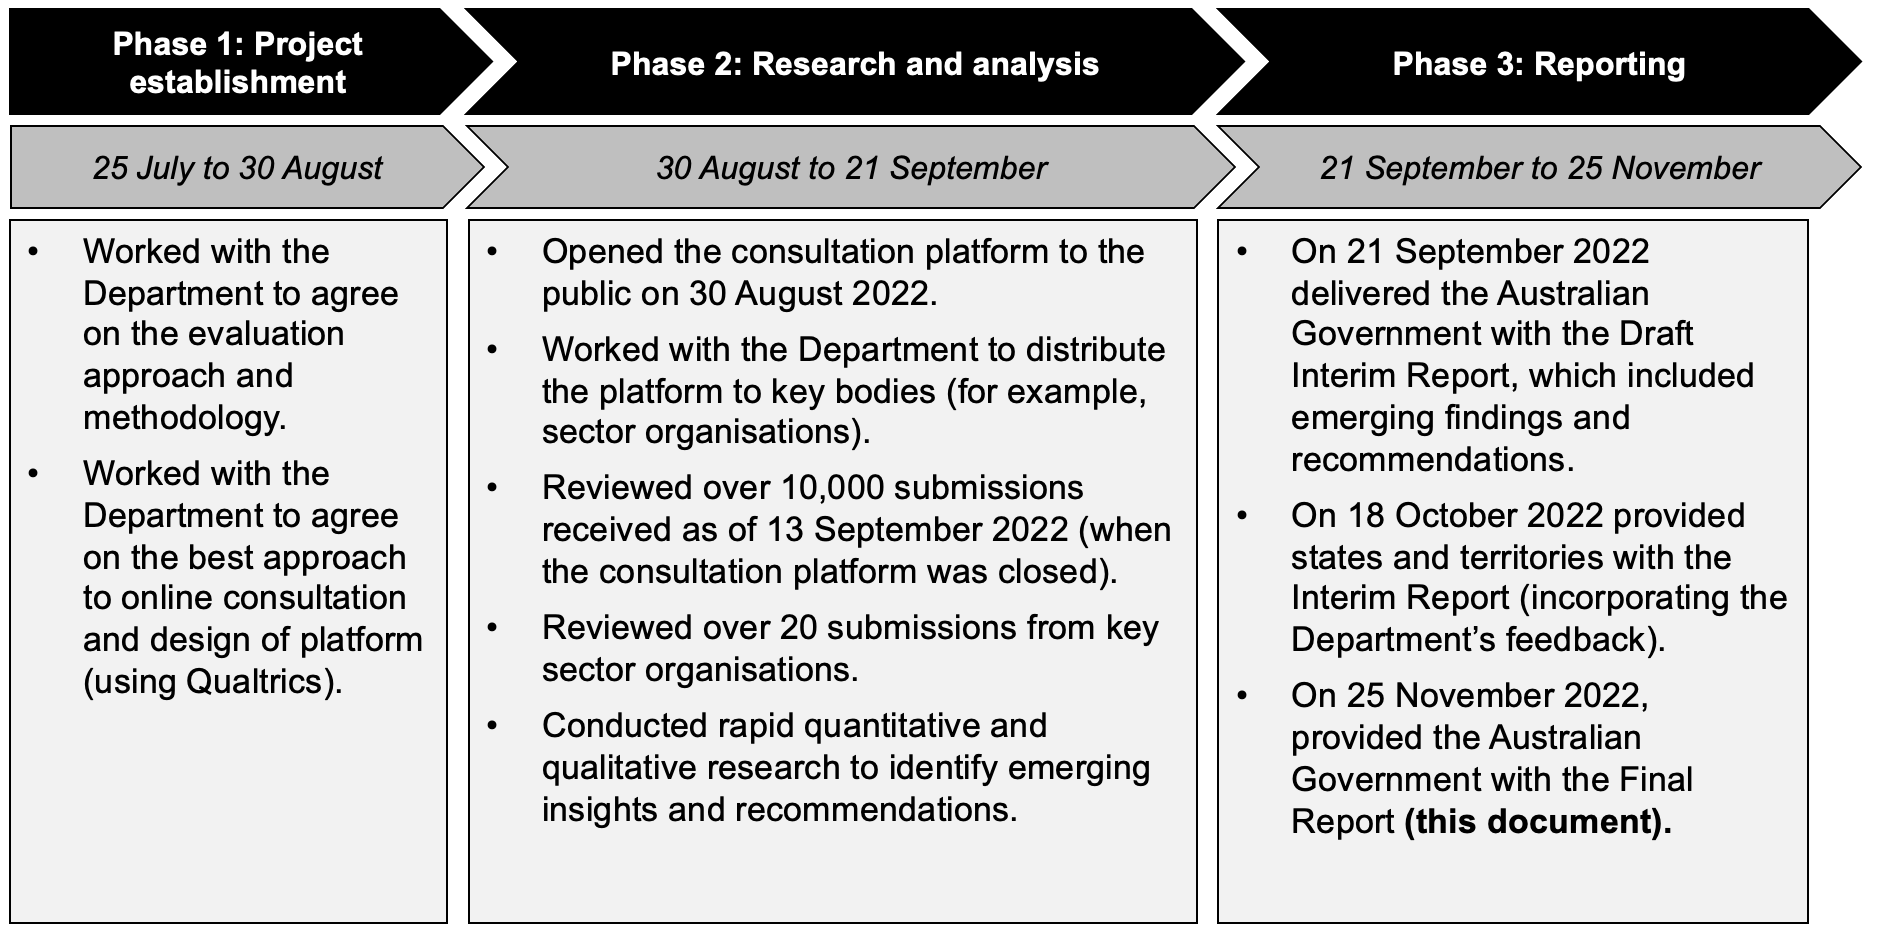 Phase 1: Project
establishment
Phase 2: Research and analysis
Phase 3: Reporting
25 July to 30 August
30 August to 21 September
21 September to 25 November
• Worked with the
Department to agree
on the evaluation
approach and
methodology.
• Worked with the
Department to agree
on the best approach
to online consultation
and design of platform
(using Qualtrics).
• Opened the consultation platform to the
public on 30 August 2022.
• Worked with the Department to distribute
the platform to key bodies (for example,
sector organisations).
• Reviewed over 10,000 submissions
received as of 13 September 2022 (when
the consultation platform was closed).
• Reviewed over 20 submissions from key
sector organisations.
• Conducted rapid quantitative and
qualitative research to identify emerging
insights and recommendations.
• On 21 September 2022
delivered the Australian
Government with the Draft
Interim Report, which included
emerging findings and
recommendations.
• On 18 October 2022 provided
states and territories with the
Interim Report (incorporating the
Department’s feedback).
• On 25 November 2022,
provided the Australian
Government with the Final
Report (this document).